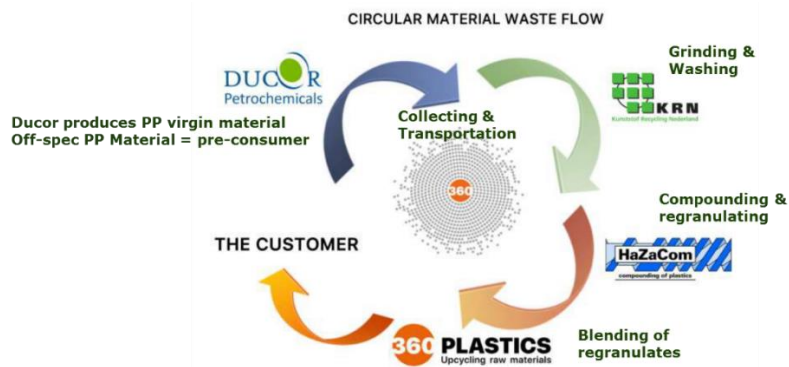 CIRCULAR MATERIAL WASTE FLOW
DUCOR
Petrochemicals
Ducor produces PP virgin material
Off-spec PP Material = pre-consumer
Collecting &
Transportation
Grinding &
Washing
KRN
Kunststof Recycling Nederland
360
Compounding &
regranulating
HaZaCom
compounding of plastics
THE CUSTOMER
360 PLASTICS
Upcycling raw materials
Blending of
regranulates